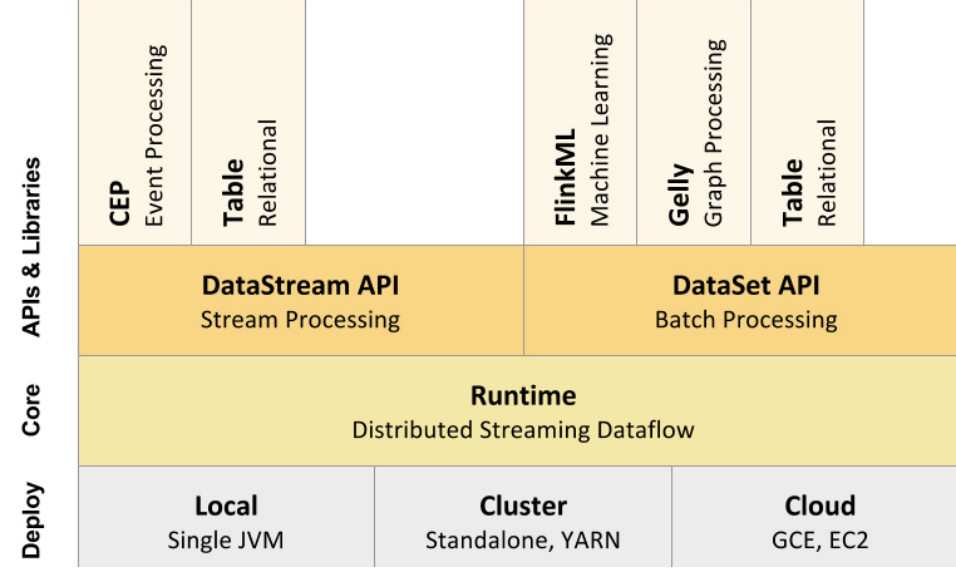 APIs & Libraries
CEP
Event Processing
Table
Relational
FlinkML
Machine Learning
Gelly
Graph Processing
Table
Relational
DataStream API
Stream Processing
DataSet API
Batch Processing
Core
Runtime
Distributed Streaming Dataflow
Deploy
Local
Single JVM
Cluster
Standalone, YARN
Cloud
GCE, EC2